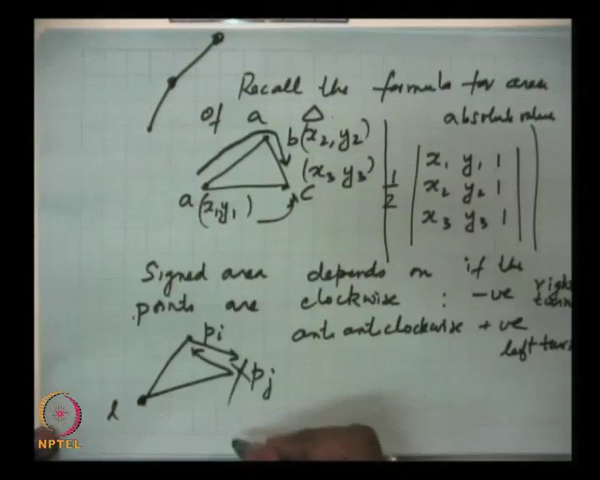 Recall the formula for area
of a △
absolute value
b(x₂, y₂)
(x₃ y₃)
a(x₁y₁)
c
1/2
x₁ y₁ 1
x₂ y₂ 1
x₃ y₃ 1
Signed area depends on if the
points are clockwise : -ve right
turn
anti anticlockwise +ve
left turn
pi
pj
l
NPTEL